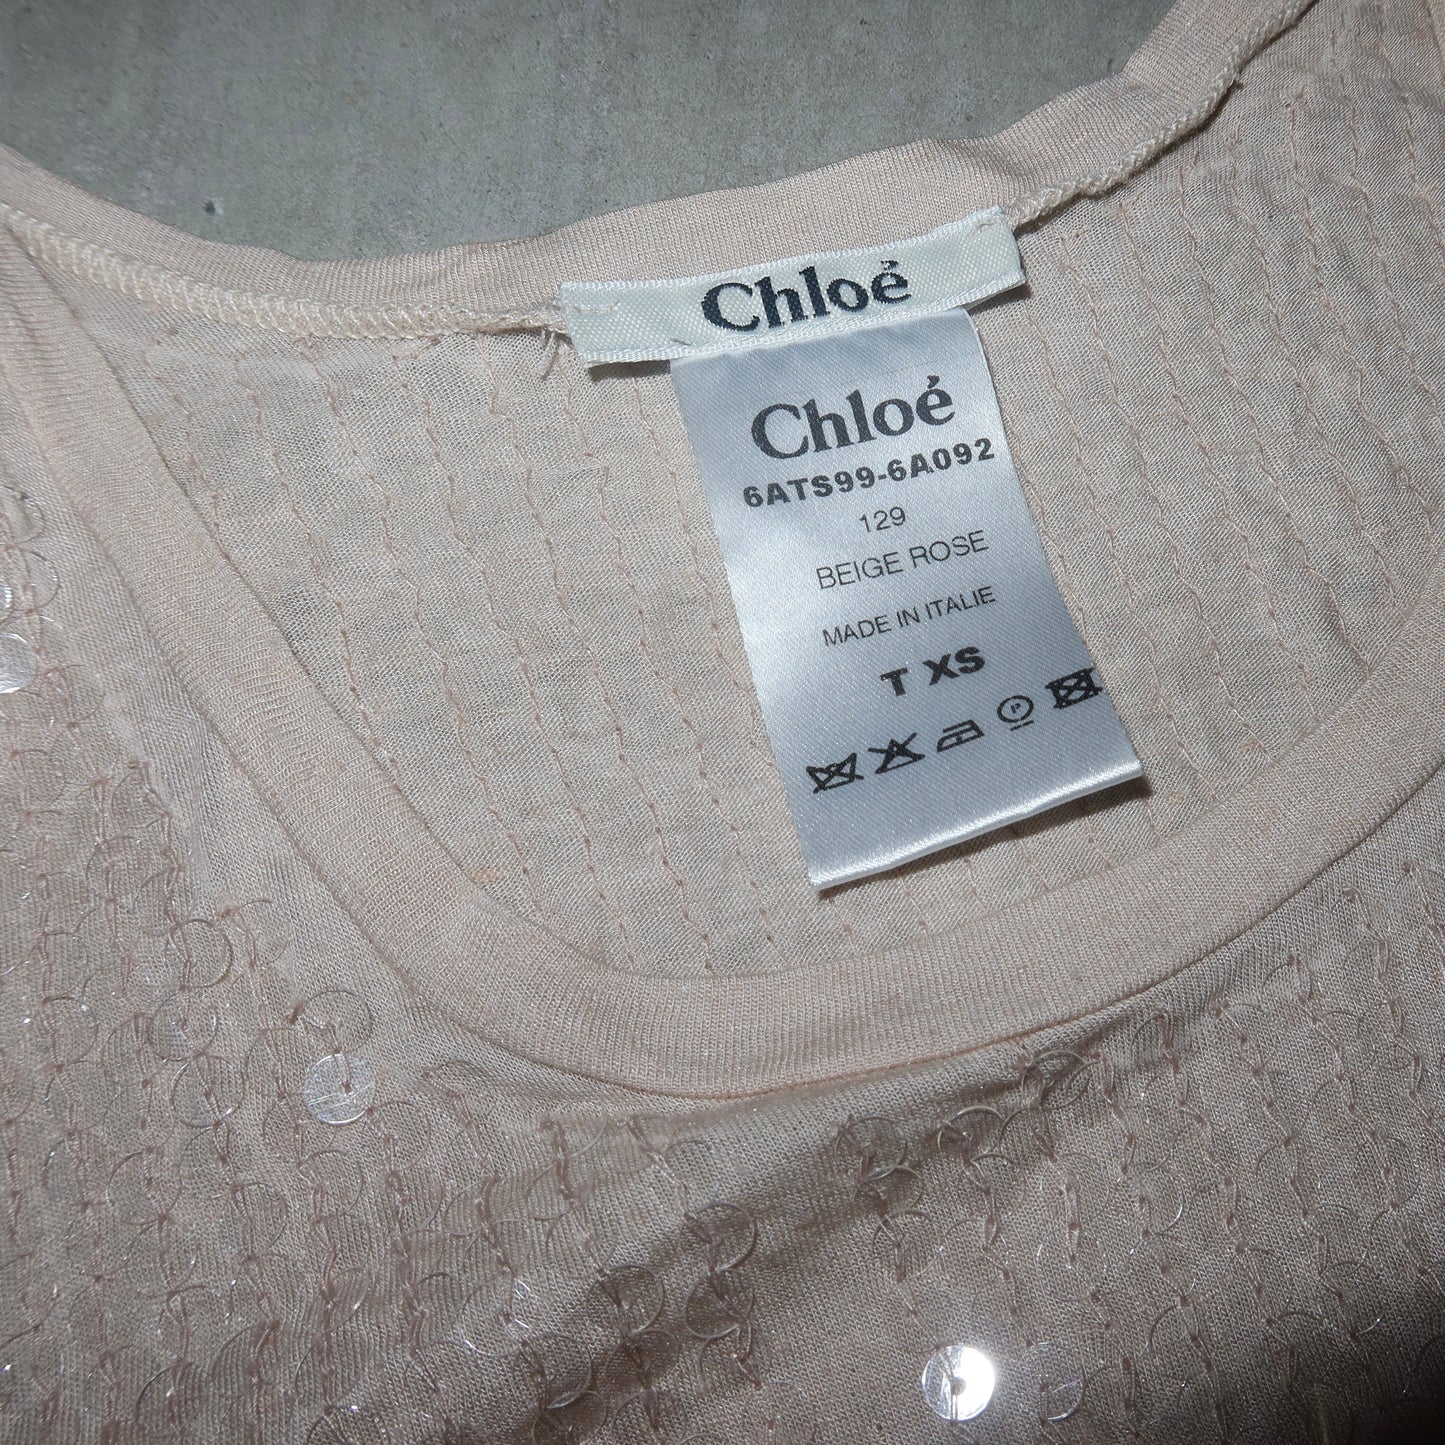 Chloé
Chloé
6ATS99-6A092
129
BEIGE ROSE
MADE IN ITALIE
T XS
P